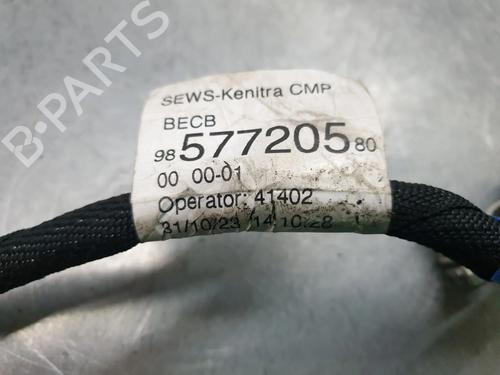 B-PARTS
SEWS-Kenitra CMP
BECB
98 577205 80
00 00-01
Operator: 41402
31/10/23 14:10:28 1